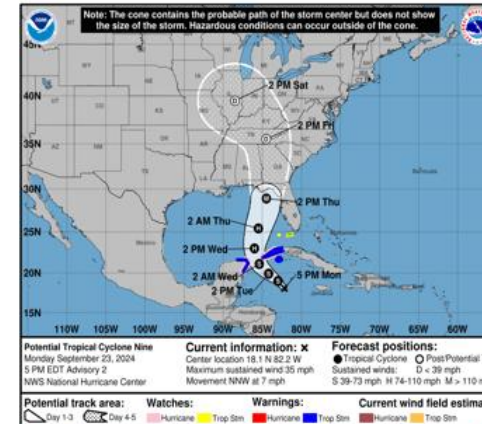 Note: The cone contains the probable path of the storm center but does not show
the size of the storm. Hazardous conditions can occur outside of the cone.
45N
40N
35N
30N
25N
20N
15N
2 PM Sat
2 PM Fri
2 PM Thu
2 AM Thu
2 PM Wed
2 AM Wed
2 PM Tue
5 PM Mon
Mexico
Bermuda
110W 105W 100W 95W 90W 85W 80W 75W 70W 65W 60W
Potential Tropical Cyclone Nine
Monday September 23, 2024
5 PM EDT Advisory 2
NWS National Hurricane Center
Current information: x
Center location 18.1 N 82.2 W
Maximum sustained wind 35 mph
Movement NNW at 7 mph
Forecast positions:
Tropical Cyclone Post/Potential
Sustained winds: D < 39 mph
S 39-73 mph H 74-110 mph M > 110 m
Potential track area:
Day 1-3 Day 4-5
Watches:
Hurricane Trop Stm
Warnings:
Hurricane Trop Stm
Current wind field estima
Hurricane Trop Stm